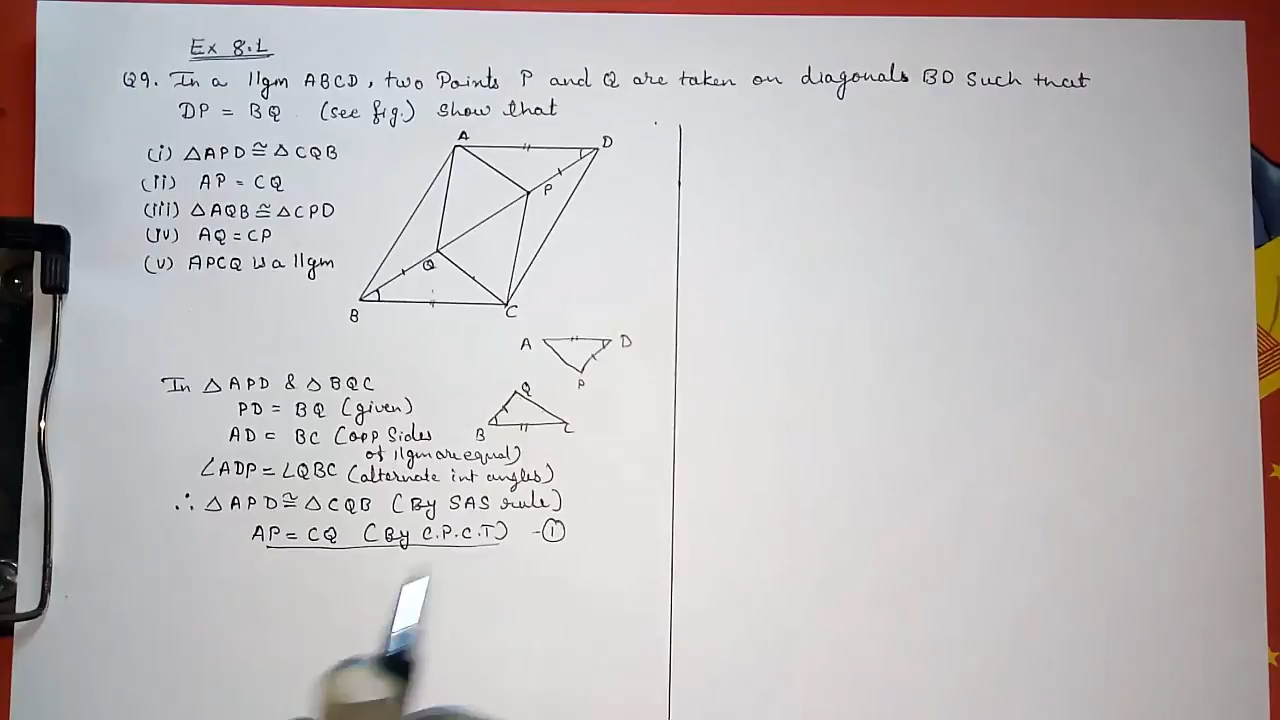 Ex 8.1
Q9. In a llgm ABCD, two Points P and Q are taken on diagonals BD Such that
DP = BQ. (see fig.) Show that
(i) △APD ≅ △CQB
(ii) AP = CQ
(iii) △AQB ≅ △CPD
(iv) AQ = CP
(v) APCQ is a llgm
A
D
P
Q
B
C
A
D
P
Q
B
C
In △APD & △BQC
PD = BQ (given)
AD = BC (opp Sides
of llgm are equal)
∠ADP = ∠QBC (alternate int angles)
∴ △APD ≅ △CQB (By SAS rule)
AP = CQ (By C.P.C.T) -①